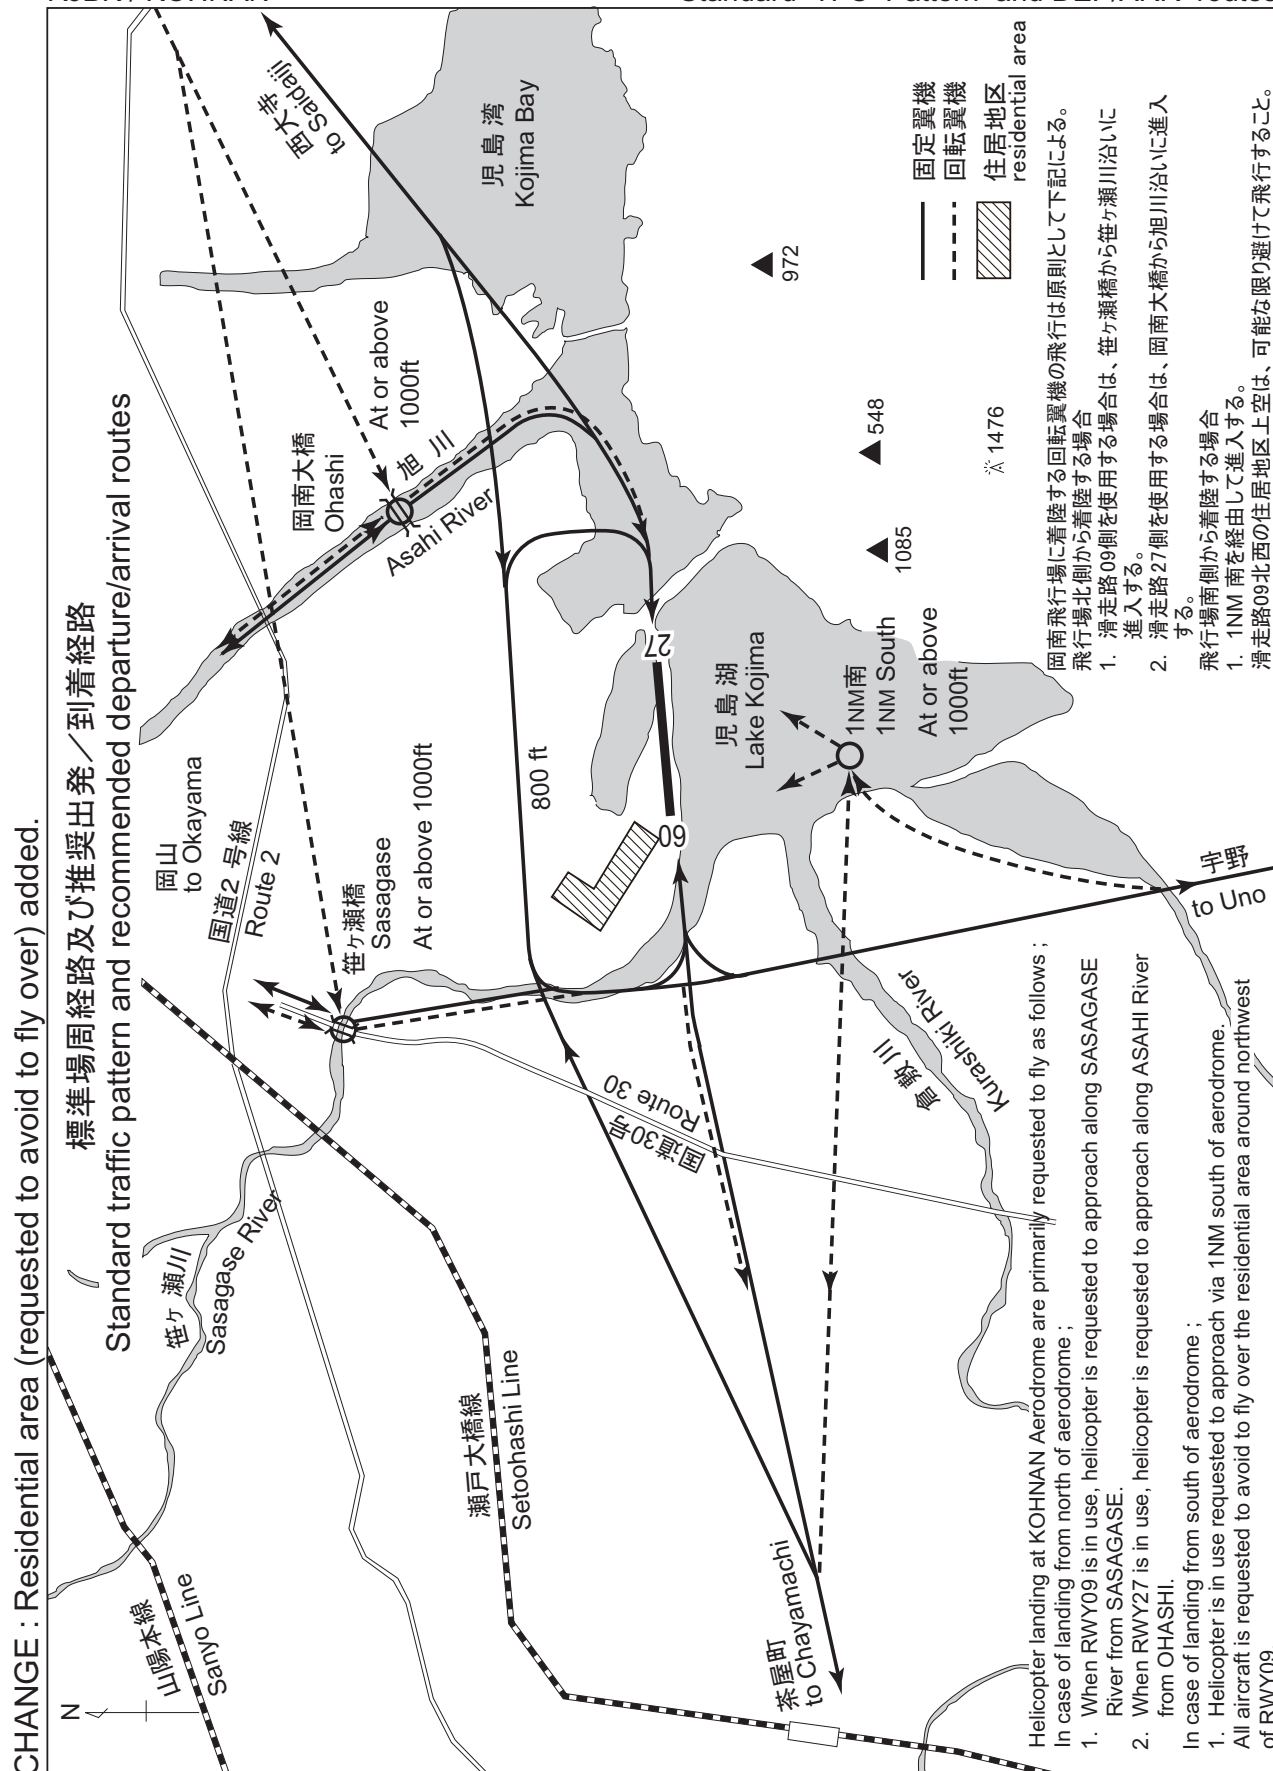 CHANGE : Residential area (requested to avoid to fly over) added.
標準場周経路及び推奨出発／到着経路
Standard traffic pattern and recommended departure/arrival routes
N
山陽本線
Sanyo Line
笹ヶ瀬川
Sasagase River
瀬戸大橋線
Setoohashi Line
茶屋町
to Chayamachi
岡山
to Okayama
国道2号線
Route 2
笹ヶ瀬橋
Sasagase
At or above 1000ft
国道30号
Route 30
岡南大橋
Ohashi
At or above
1000ft
旭川
Asahi River
西大寺
to Saidaiji
児島湾
Kojima Bay
800 ft
09
27
児島湖
Lake Kojima
1NM南
1NM South
At or above
1000ft
倉敷川
Kurashiki River
宇野
to Uno
972
548
1085
1476
固定翼機
回転翼機
住居地区
residential area
Helicopter landing at KOHNAN Aerodrome are primarily requested to fly as follows ;
In case of landing from north of aerodrome ;
1. When RWY09 is in use, helicopter is requested to approach along SASAGASE
River from SASAGASE.
2. When RWY27 is in use, helicopter is requested to approach along ASAHI River
from OHASHI.
In case of landing from south of aerodrome ;
1. Helicopter is in use requested to approach via 1NM south of aerodrome.
All aircraft is requested to avoid to fly over the residential area around northwest
of RWY09
岡南飛行場に着陸する回転翼機の飛行は原則として下記による。
飛行場北側から着陸する場合
1. 滑走路09側を使用する場合は、笹ヶ瀬橋から笹ヶ瀬川沿いに
進入する。
2. 滑走路27側を使用する場合は、岡南大橋から旭川沿いに進入
する。
飛行場南側から着陸する場合
1. 1NM 南を経由して進入する。
滑走路09北西の住居地区上空は、可能な限り避けて飛行すること。